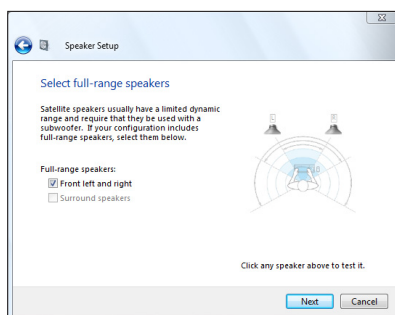 Speaker Setup
Select full-range speakers
Satellite speakers usually have a limited dynamic
range and require that they be used with a
subwoofer. If your configuration includes
full-range speakers, select them below.
Full-range speakers:
Front left and right
Surround speakers
Click any speaker above to test it.
Next
Cancel